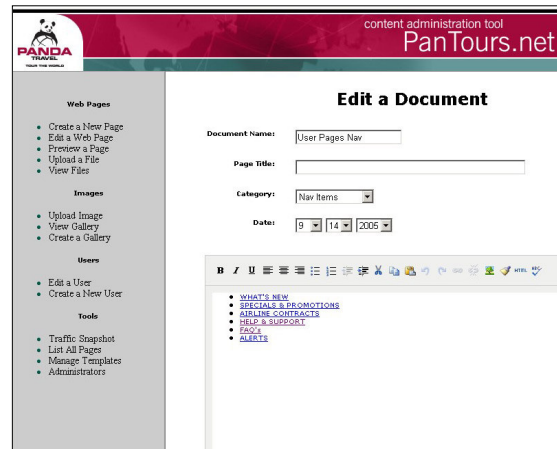 content administration tool
PanTours.net
PANDA
TRAVEL
TOUR THE WORLD
Web Pages
Create a New Page
Edit a Web Page
Preview a Page
Upload a File
View Files
Images
Upload Image
View Gallery
Create a Gallery
Users
Edit a User
Create a New User
Tools
Traffic Snapshot
List All Pages
Manage Templates
Administrators
Edit a Document
Document Name: User Pages Nav
Page Title:
Category: Nav Items
Date: 9 14 2005
B I U HTML ABC
WHAT'S NEW
SPECIALS & PROMOTIONS
AIRLINE CONTRACTS
HELP & SUPPORT
FAQ's
ALERTS